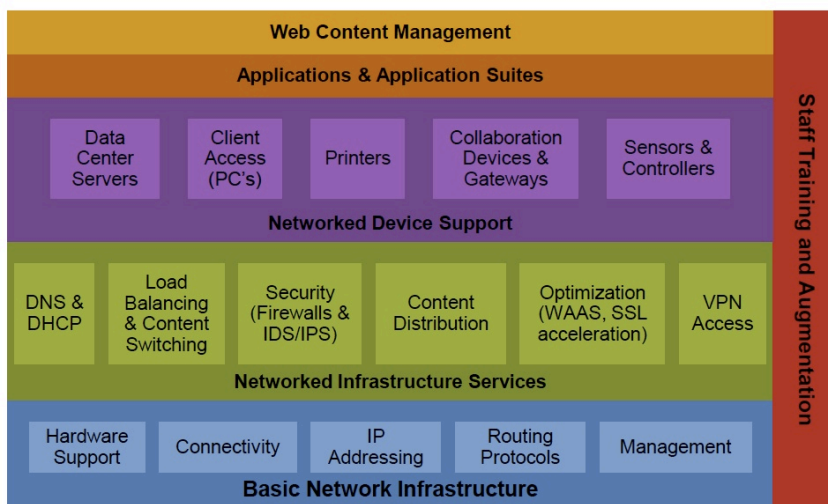 Web Content Management
Applications & Application Suites
Data
Center
Servers
Client
Access
(PC's)
Printers
Collaboration
Devices &
Gateways
Sensors &
Controllers
Networked Device Support
DNS &
DHCP
Load
Balancing
& Content
Switching
Security
(Firewalls &
IDS/IPS)
Content
Distribution
Optimization
(WAAS, SSL
acceleration)
VPN
Access
Networked Infrastructure Services
Hardware
Support
Connectivity
IP
Addressing
Routing
Protocols
Management
Basic Network Infrastructure
Staff Training and Augmentation